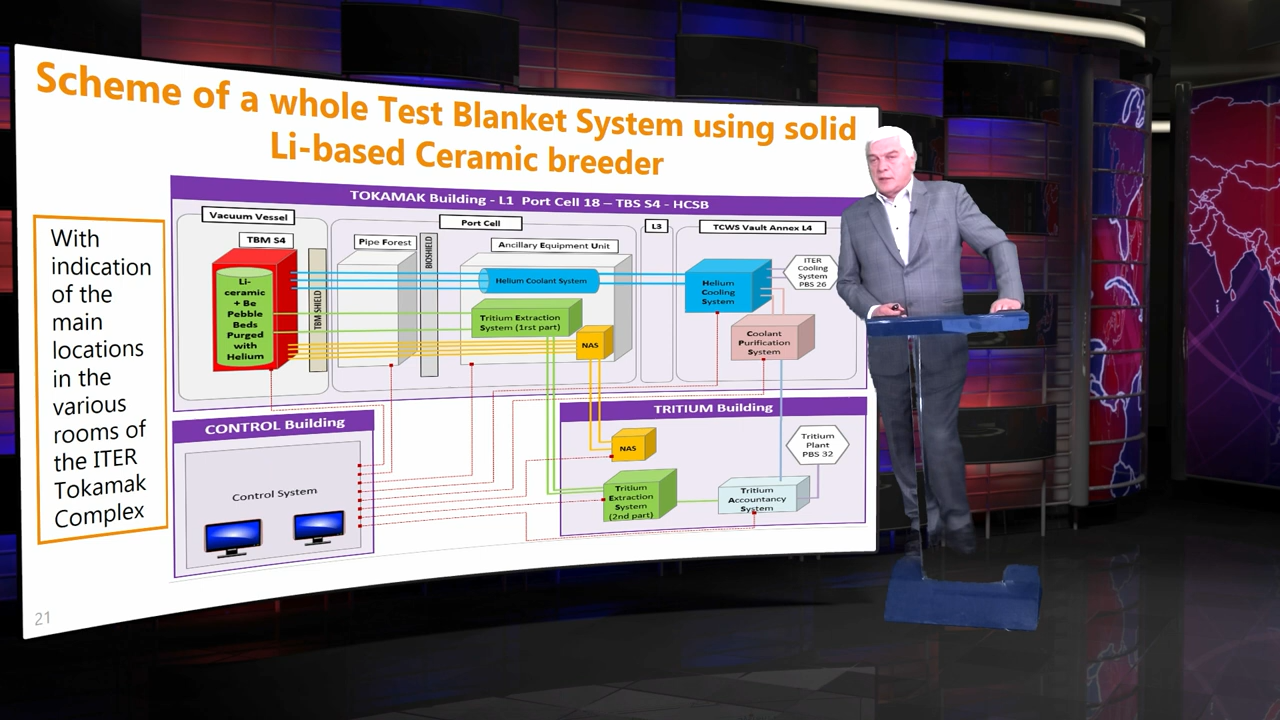 Scheme of a whole Test Blanket System using solid
Li-based Ceramic breeder
With
indication
of the
main
locations
in the
various
rooms of
the ITER
Tokamak
Complex
TOKAMAK Building - L1 Port Cell 18 – TBS S4 - HCSB
Vacuum Vessel
Port Cell
L3
TCWS Vault Annex L4
TBM S4
Pipe Forest
BIOSHIELD
Ancillary Equipment Unit
Li-
ceramic
+ Be
Pebble
Beds
Purged
with
Helium
TBM SHIELD
Helium Coolant System
Tritium Extraction
System (1rst part)
NAS
Helium
Cooling
System
ITER
Cooling
System
PBS 26
Coolant
Purification
System
CONTROL Building
Control System
TRITIUM Building
NAS
Tritium
Plant
PBS 32
Tritium
Extraction
System
(2nd part)
Tritium
Accountancy
System
21